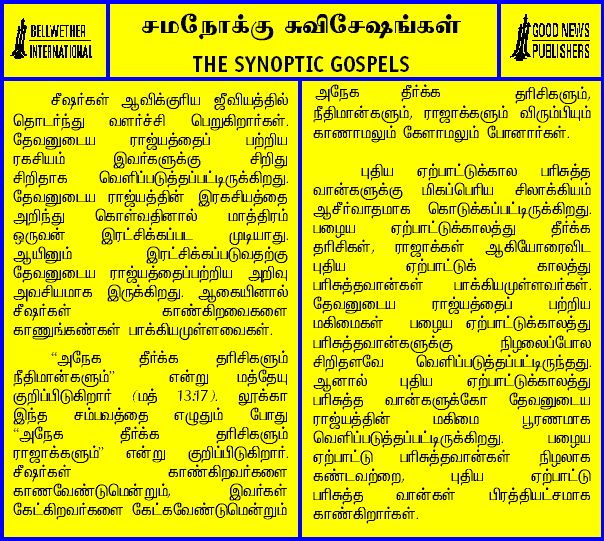 BELLWETHER
INTERNATIONAL
சமநோக்கு சுவிசேஷங்கள்
THE SYNOPTIC GOSPELS
GOOD NEWS
PUBLISHERS
சீஷர்கள் ஆவிக்குரிய ஜீவியத்தில்
தொடர்ந்து வளர்ச்சி பெறுகிறார்கள்.
தேவனுடைய ராஜ்யத்தைப் பற்றிய
ரகசியம் இவர்களுக்கு சிறிது
சிறிதாக வெளிப்படுத்தப்பட்டிருக்கிறது.
தேவனுடைய ராஜ்யத்தின் இரகசியத்தை
அறிந்து கொள்வதினால் மாத்திரம்
ஒருவன் இரட்சிக்கப்பட முடியாது.
ஆயினும் இரட்சிக்கப்படுவதற்கு
தேவனுடைய ராஜ்யத்தைப்பற்றிய அறிவு
அவசியமாக இருக்கிறது. ஆகையினால்
சீஷர்கள் காண்கிறவைகளை
காணுங்கண்கள் பாக்கியமுள்ளவைகள்.
“அநேக தீர்க்க தரிசிகளும்
நீதிமான்களும்” என்று மத்தேயு
குறிப்பிடுகிறார் (மத் 13:17). லூக்கா
இந்த சம்பவத்தை எழுதும் போது
“அநேக தீர்க்க தரிசிகளும்
ராஜாக்களும்” என்று குறிப்பிடுகிறார்.
சீஷர்கள் காண்கிறவர்களை
காணவேண்டுமென்றும், இவர்கள்
கேட்கிறவர்களை கேட்கவேண்டுமென்றும்
அநேக தீர்க்க தரிசிகளும்,
நீதிமான்களும், ராஜாக்களும் விரும்பியும்
காணாமலும் கேளாமலும் போனார்கள்.
புதிய ஏற்பாட்டுக்கால பரிசுத்த
வான்களுக்கு மிகப்பெரிய சிலாக்கியம்
ஆசீர்வாதமாக கொடுக்கப்பட்டிருக்கிறது.
பழைய ஏற்பாட்டுக்காலத்து தீர்க்க
தரிசிகள், ராஜாக்கள் ஆகியோரைவிட
புதிய ஏற்பாட்டுக் காலத்து
பரிசுத்தவான்கள் பாக்கியமுள்ளவர்கள்.
தேவனுடைய ராஜ்யத்தைப் பற்றிய
மகிமைகள் பழைய ஏற்பாட்டுக்காலத்து
பரிசுத்தவான்களுக்கு நிழலைப்போல
சிறிதளவே வெளிப்படுத்தப்பட்டிருந்தது.
ஆனால் புதிய ஏற்பாட்டுக்காலத்து
பரிசுத்த வான்களுக்கோ தேவனுடைய
ராஜ்யத்தின் மகிமை பூரணமாக
வெளிப்படுத்தப்பட்டிருக்கிறது. பழைய
ஏற்பாட்டு பரிசுத்தவான்கள் நிழலாக
கண்டவற்றை, புதிய ஏற்பாட்டு
பரிசுத்த வான்கள் பிரத்தியட்சமாக
காண்கிறார்கள்.